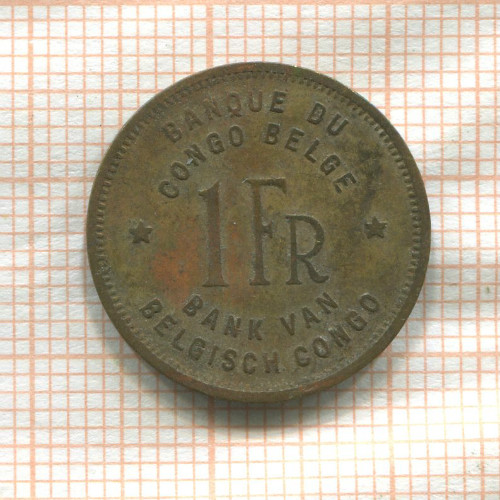 BANQUE DU
CONGO BELGE
1 FR
BANK VAN
BELGISCH CONGO